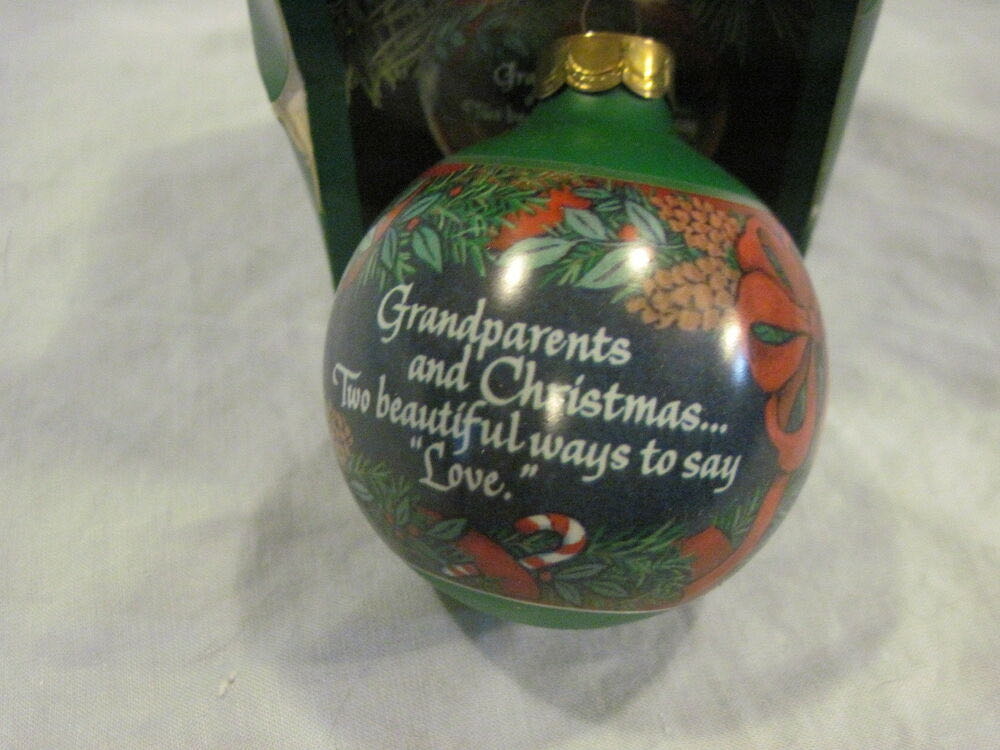 Grandparents
and Christmas...
Two beautiful ways to say
"Love."